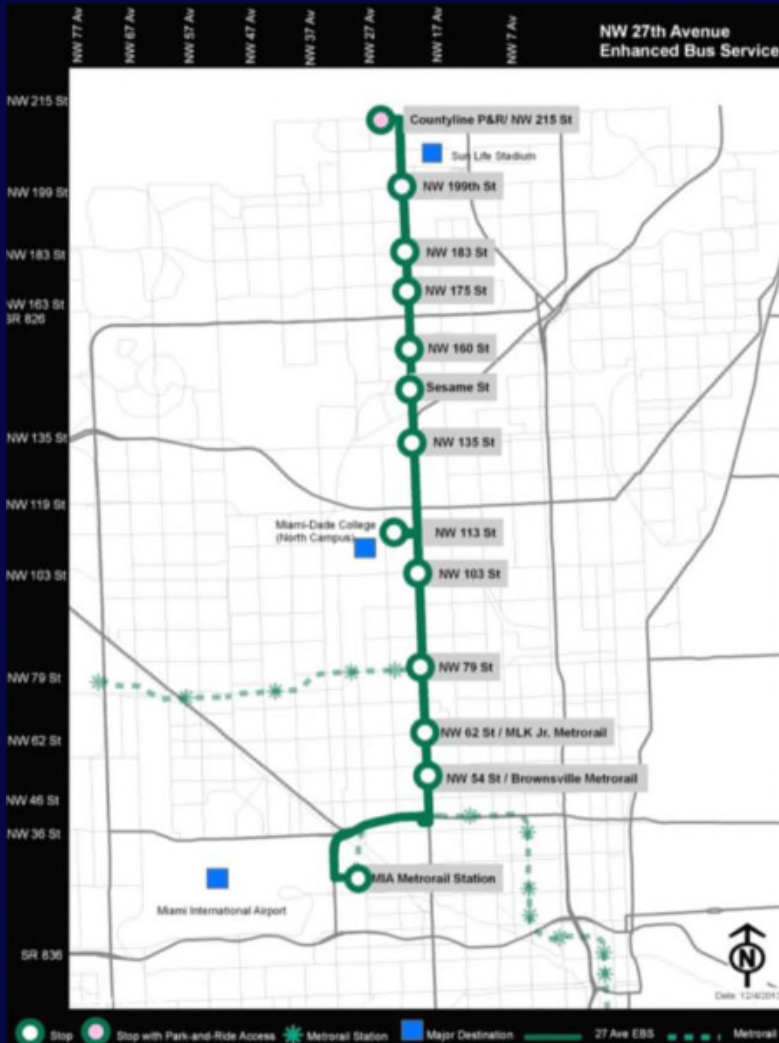 NW 77 Av
NW 67 Av
NW 57 Av
NW 47 Av
NW 37 Av
NW 27 Av
NW 17 Av
NW 7 Av
NW 27th Avenue
Enhanced Bus Service
NW 215 St
NW 199 St
NW 183 St
NW 163 St
SR 826
NW 135 St
NW 119 St
NW 103 St
NW 79 St
NW 62 St
NW 46 St
NW 36 St
SR 836
Countyline P&R/ NW 215 St
Sun Life Stadium
NW 199th St
NW 183 St
NW 175 St
NW 160 St
Sesame St
NW 135 St
Miami-Dade College
(North Campus)
NW 113 St
NW 103 St
NW 79 St
NW 62 St / MLK Jr. Metrorail
NW 54 St / Brownsville Metrorail
MIA Metrorail Station
Miami International Airport
N
Date: 12/4/201
Stop
Stop with Park-and-Ride Access
Metrorail Station
Major Destination
27 Ave EBS
Metrorail